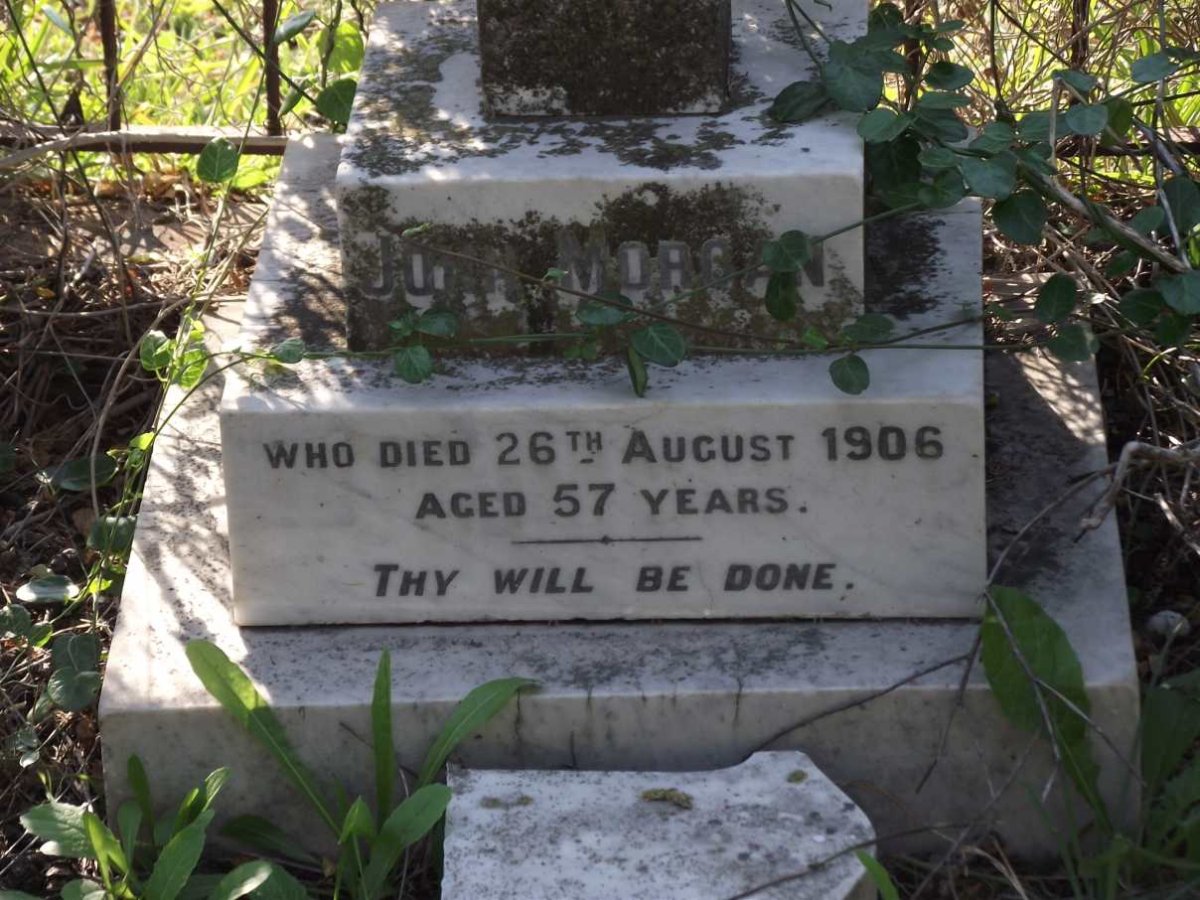 John Morgan
who died 26th August 1906
aged 57 years.
Thy will be done.